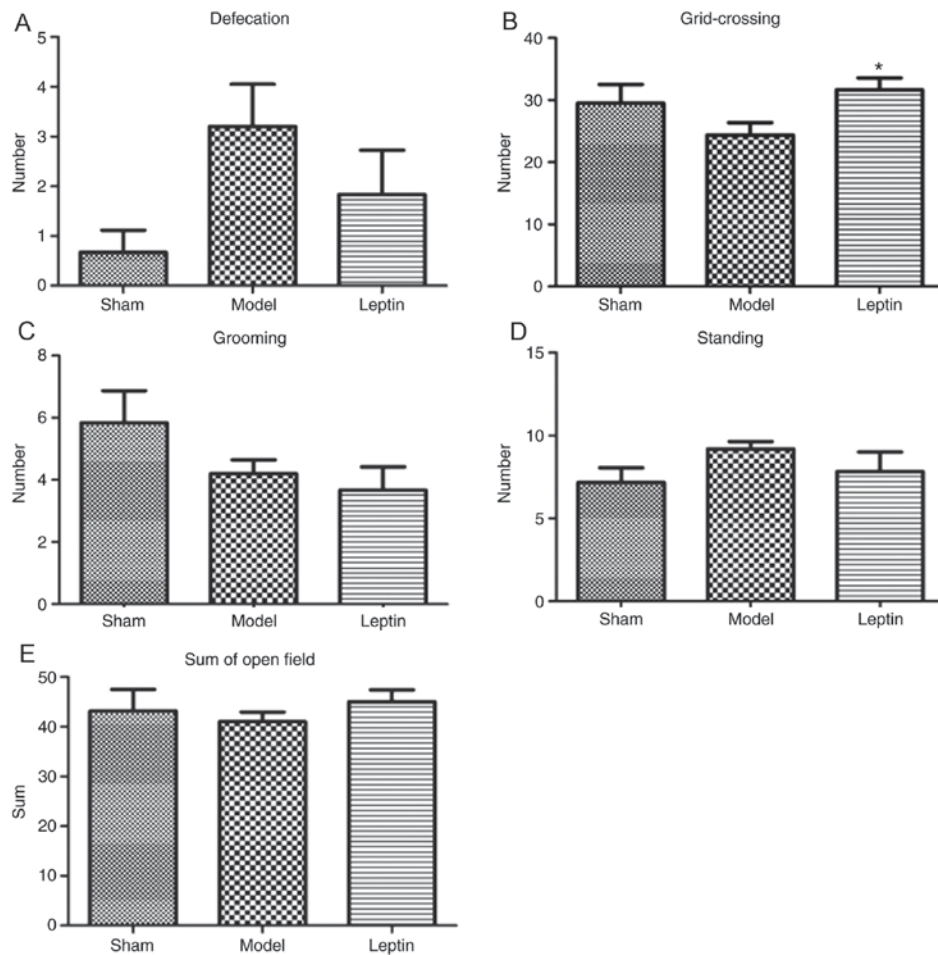 A
Defecation
5
4
3
2
1
0
Number
Sham
Model
Leptin
B
Grid-crossing
40
30
20
10
0
Number
*
Sham
Model
Leptin
C
Grooming
8
6
4
2
0
Number
Sham
Model
Leptin
D
Standing
15
10
5
0
Number
Sham
Model
Leptin
E
Sum of open field
50
40
30
20
10
0
Sum
Sham
Model
Leptin